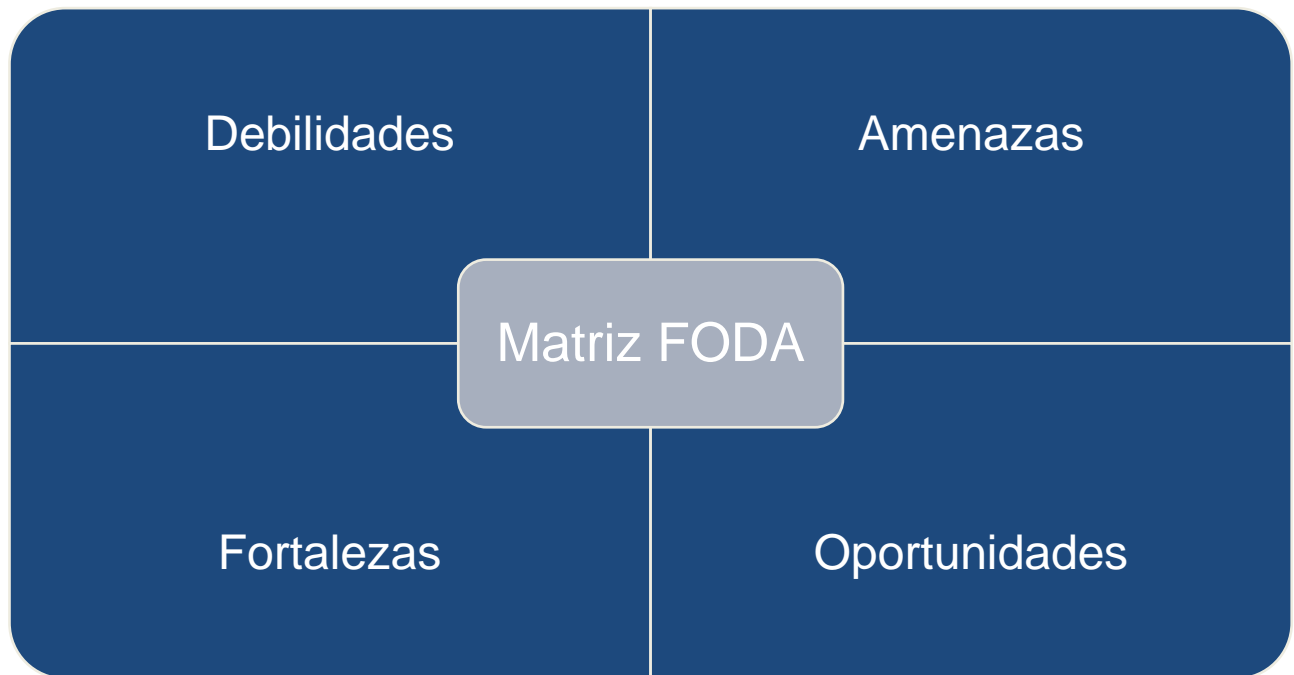 Debilidades
Amenazas
Matriz FODA
Fortalezas
Oportunidades